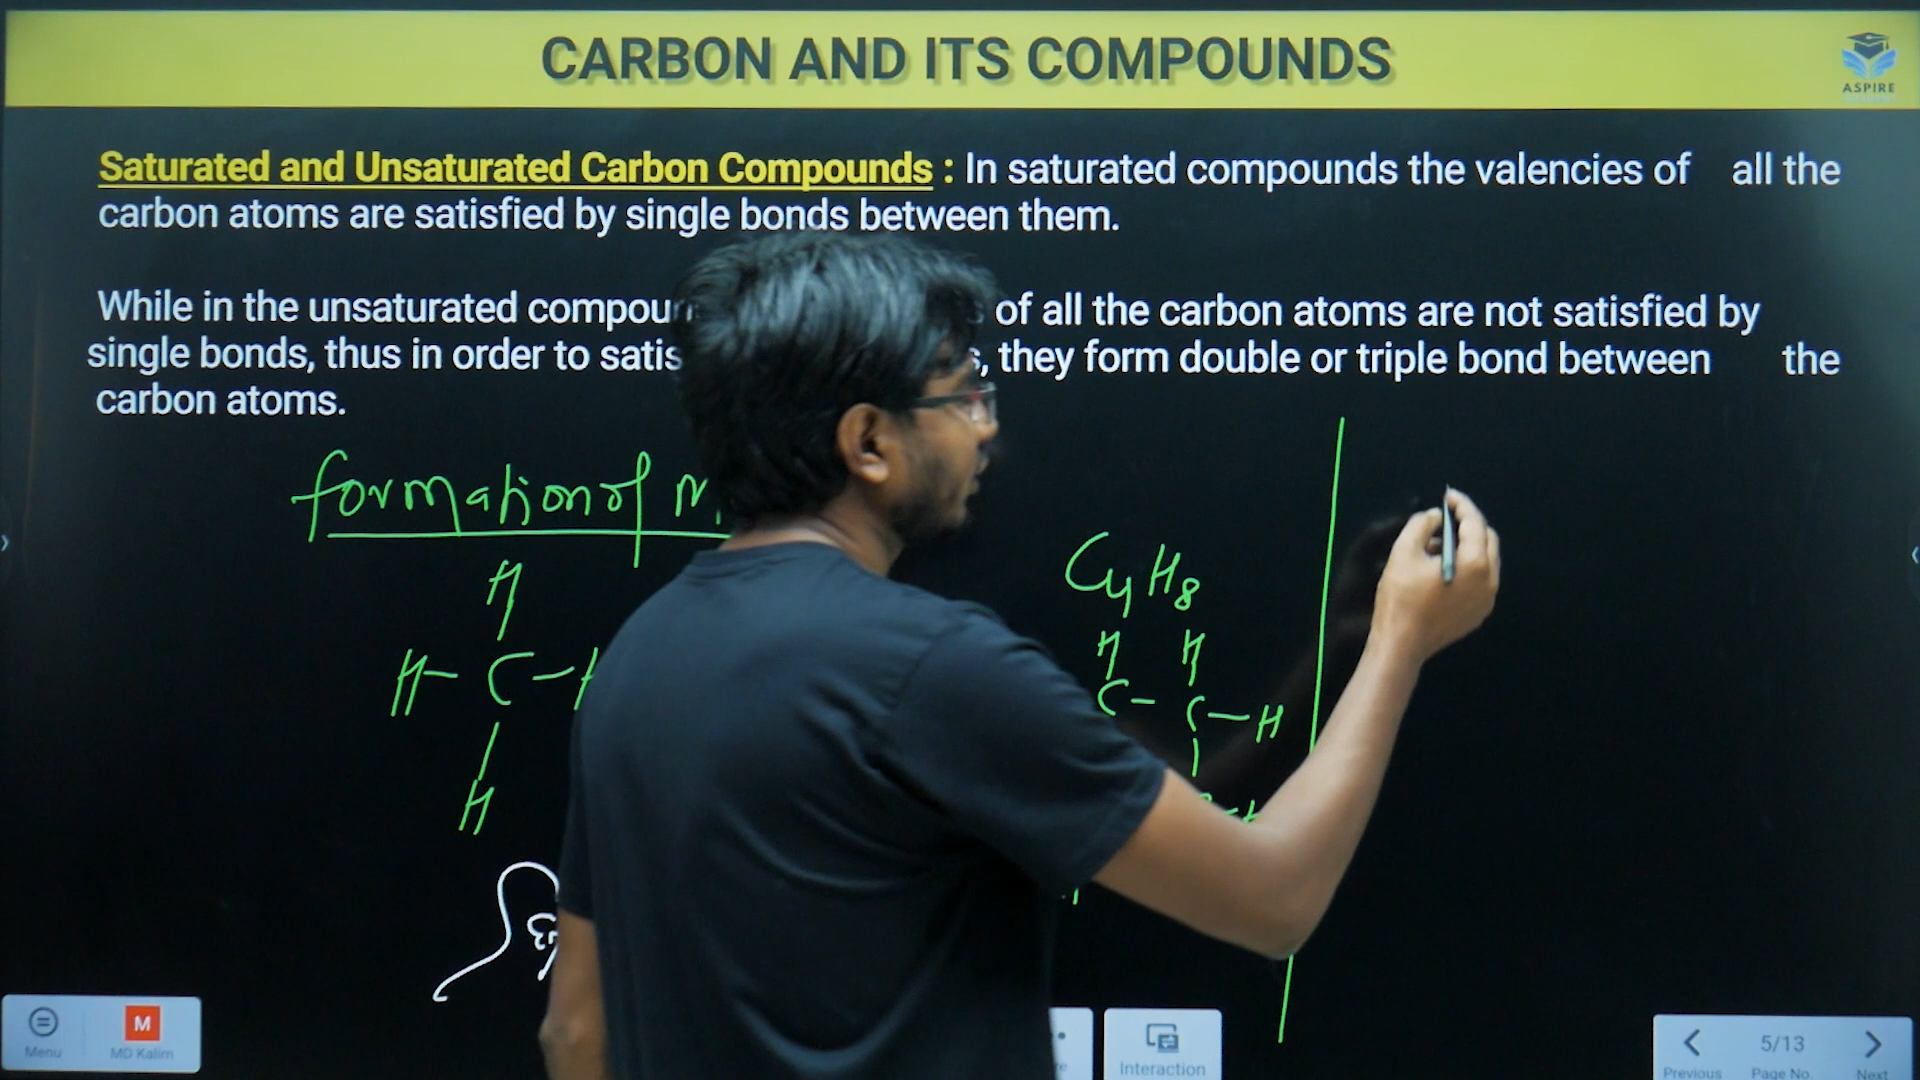 CARBON AND ITS COMPOUNDS
ASPIRE
Saturated and Unsaturated Carbon Compounds : In saturated compounds the valencies of all the
carbon atoms are satisfied by single bonds between them.
While in the unsaturated of all the carbon atoms are not satisfied by
single bonds, thus in order to they form double or triple bond between the
carbon atoms.
formation of
C4H8
H
H H
H - C -
C - C - H
H
Menu
MD Kalim
Interaction
5/13
Previous
Page No.
Next